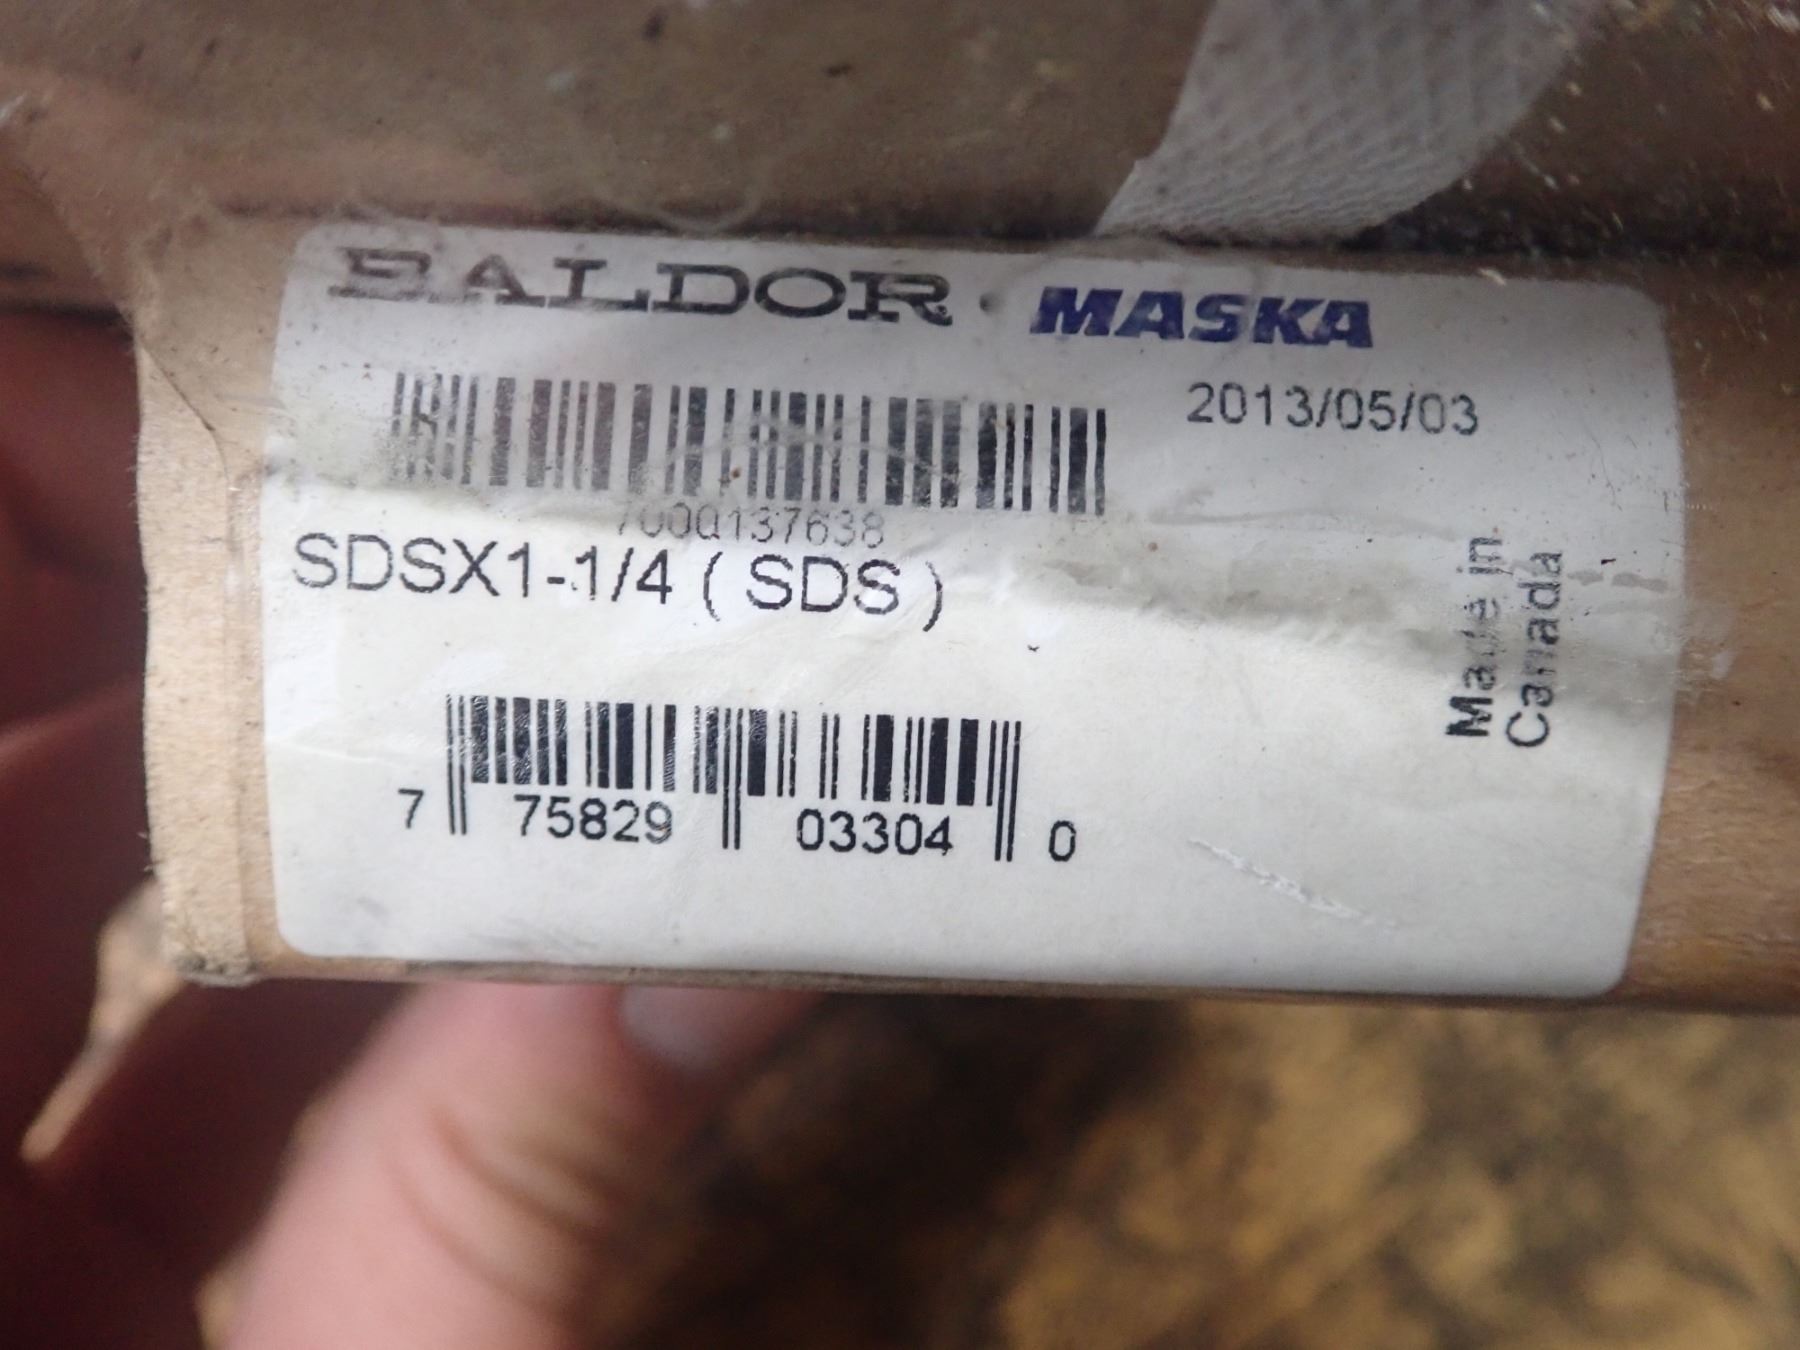 BALDOR · MASKA
2013/05/03
7000137638
SDSX1-1/4 ( SDS )
Made in
Canada
7 75829 03304 0